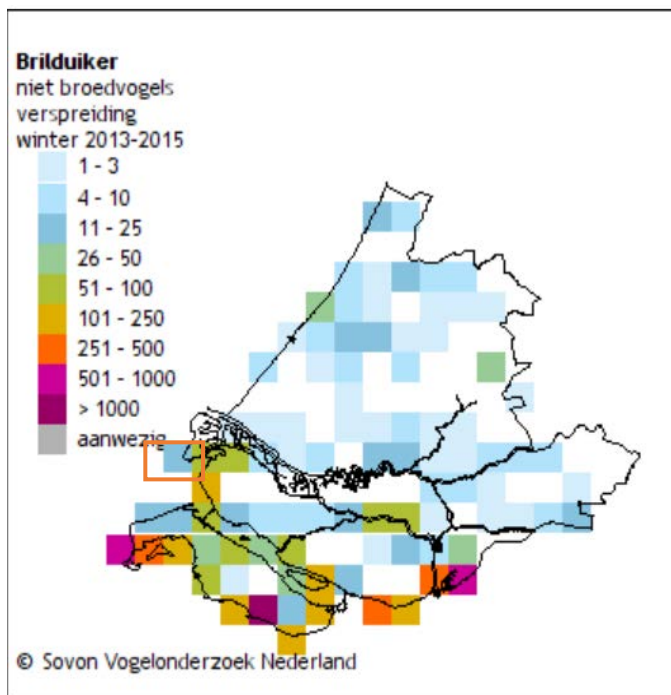 Brilduiker
niet broedvogels
verspreiding
winter 2013-2015
1 - 3
4 - 10
11 - 25
26 - 50
51 - 100
101 - 250
251 - 500
501 - 1000
> 1000
aanwezig
© Sovon Vogelonderzoek Nederland